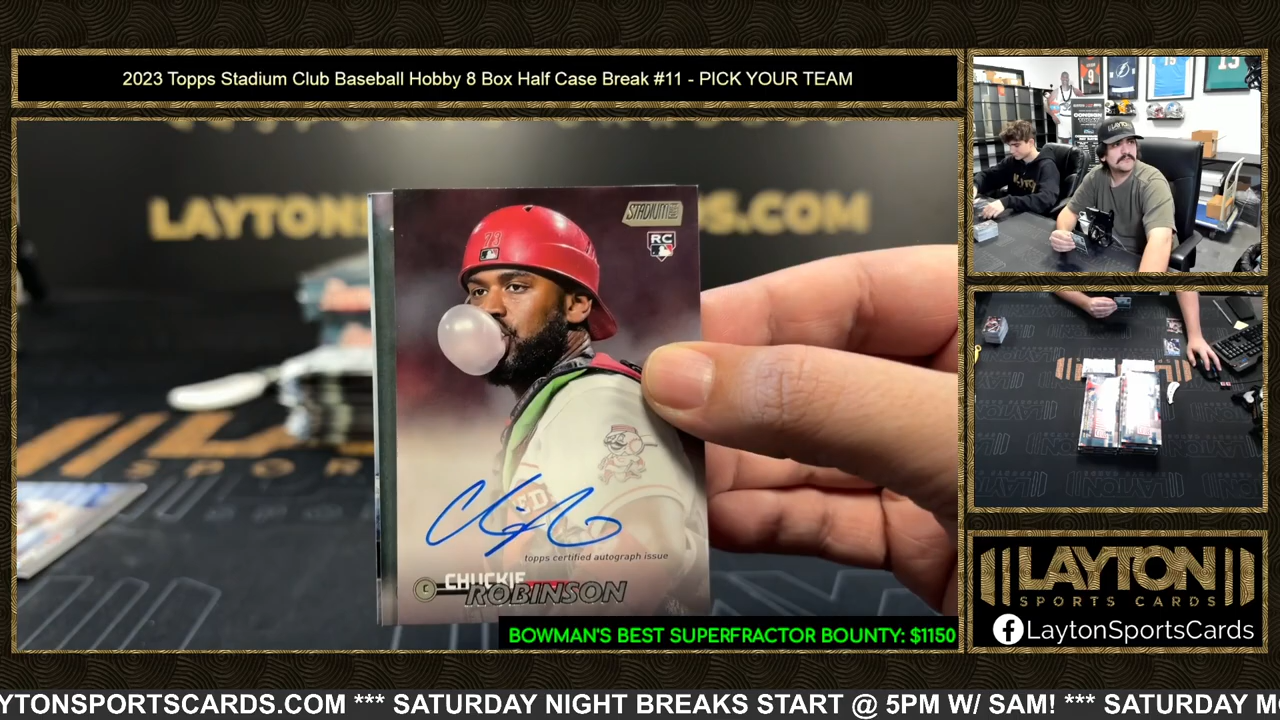 2023 Topps Stadium Club Baseball Hobby 8 Box Half Case Break #11 - PICK YOUR TEAM
STADIUM
RC
73
topps certified autograph issue
C
CHUCKIE
ROBINSON
BOWMAN'S BEST SUPERFRACTOR BOUNTY: $1150
LAYTON
SPORTS CARDS
LaytonSportsCards
YTONSPORTSCARDS.COM *** SATURDAY NIGHT BREAKS START @ 5PM W/ SAM! *** SATURDAY